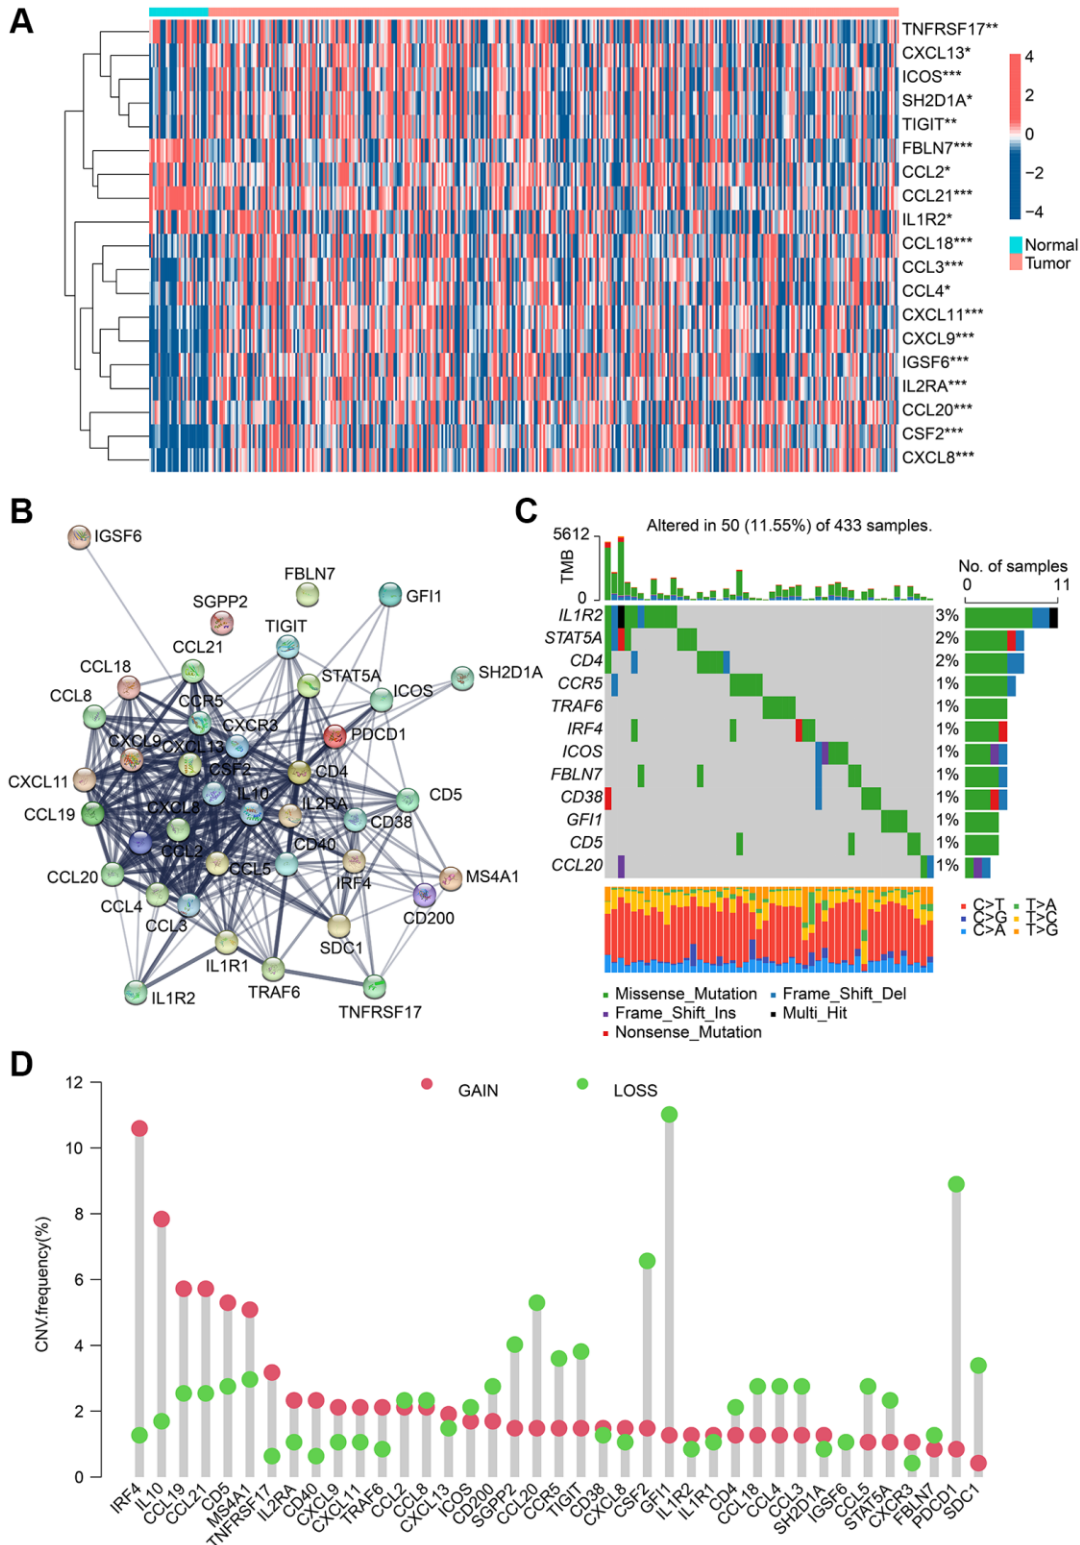 A
TNFRSF17**
CXCL13*
ICOS***
SH2D1A*
TIGIT**
FBLN7***
CCL2*
CCL21***
IL1R2*
CCL18***
CCL3***
CCL4*
CXCL11***
CXCL9***
IGSF6***
IL2RA***
CCL20***
CSF2***
CXCL8***
4
2
0
−2
−4
Normal
Tumor
B
IGSF6
FBLN7
GFI1
SGPP2
TIGIT
CCL21
SH2D1A
CCL18
STAT5A
ICOS
CCL8
CCR5
CXCR3
PDCD1
CXCL9
CXCL13
CXCL11
CSF2
CD4
IL10
CD5
CCL19
CXCL8
IL2RA
CD38
CCL2
CD40
CCL5
CCL20
IRF4
MS4A1
CCL4
CD200
CCL3
SDC1
IL1R1
IL1R2
TRAF6
TNFRSF17
C
Altered in 50 (11.55%) of 433 samples.
5612
TMB
0
No. of samples
0 11
IL1R2 3%
STAT5A 2%
CD4 2%
CCR5 1%
TRAF6 1%
IRF4 1%
ICOS 1%
FBLN7 1%
CD38 1%
GFI1 1%
CD5 1%
CCL20 1%
C>T T>A
C>G T>C
C>A T>G
Missense_Mutation Frame_Shift_Del
Frame_Shift_Ins Multi_Hit
Nonsense_Mutation
D
GAIN LOSS
CNV.frequency(%)
12
10
8
6
4
2
0
IRF4
IL10
CCL19
CCL21
CD5
MS4A1
TNFRSF17
IL2RA
CD40
CXCL9
CXCL11
TRAF6
CCL2
CCL8
CXCL13
ICOS
CD200
SGPP2
CCL20
CCR5
TIGIT
CD38
CXCL8
CSF2
GFI1
IL1R2
IL1R1
CD4
CCL18
CCL4
CCL3
SH2D1A
IGSF6
CCL5
STAT5A
CXCR3
FBLN7
PDCD1
SDC1